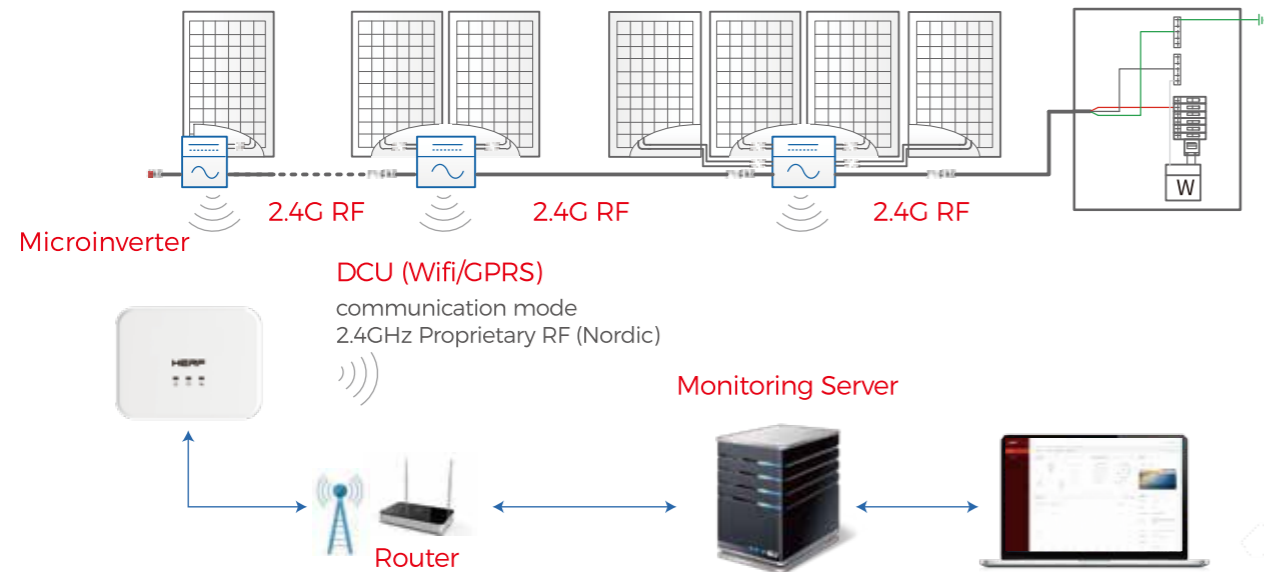 W
2.4G RF
2.4G RF
2.4G RF
Microinverter
DCU (Wifi/GPRS)
communication mode
2.4GHz Proprietary RF (Nordic)
HERF
Monitoring Server
Router